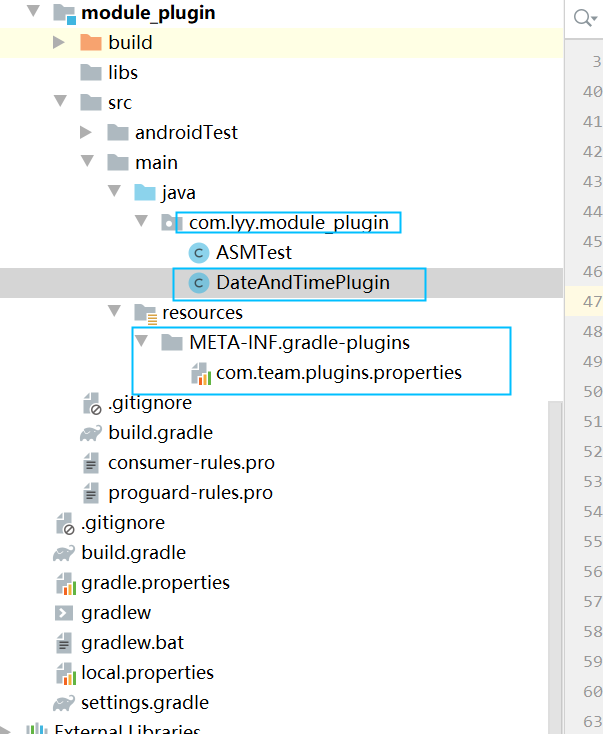 module_plugin
build
libs
src
androidTest
main
java
com.lyy.module_plugin
C ASMTest
C DateAndTimePlugin
resources
META-INF.gradle-plugins
com.team.plugins.properties
.gitignore
build.gradle
consumer-rules.pro
proguard-rules.pro
.gitignore
build.gradle
gradle.properties
gradlew
gradlew.bat
local.properties
settings.gradle
External Libraries
3
40
41
42
43
44
45
46
47
48
49
50
51
52
53
54
55
56
57
58
59
60
63